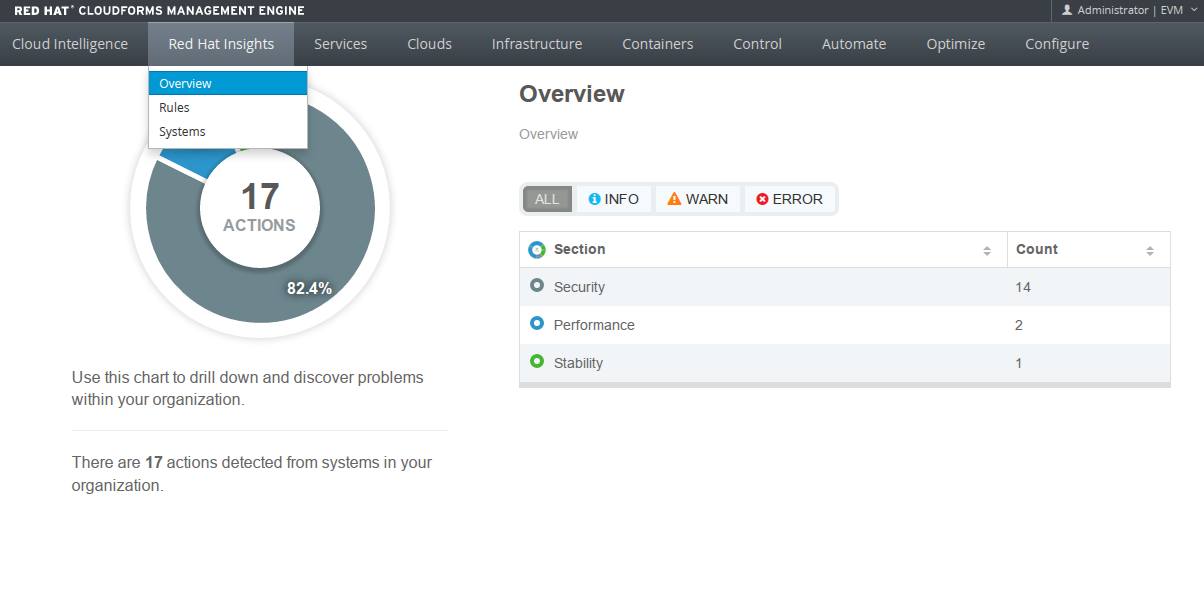 RED HAT® CLOUDFORMS MANAGEMENT ENGINE
Administrator | EVM
Cloud Intelligence Red Hat Insights Services Clouds Infrastructure Containers Control Automate Optimize Configure
Overview
Rules
Systems
17
ACTIONS
82.4%
Use this chart to drill down and discover problems
within your organization.
There are 17 actions detected from systems in your
organization.
Overview
Overview
ALL INFO WARN ERROR
Section Count
Security 14
Performance 2
Stability 1